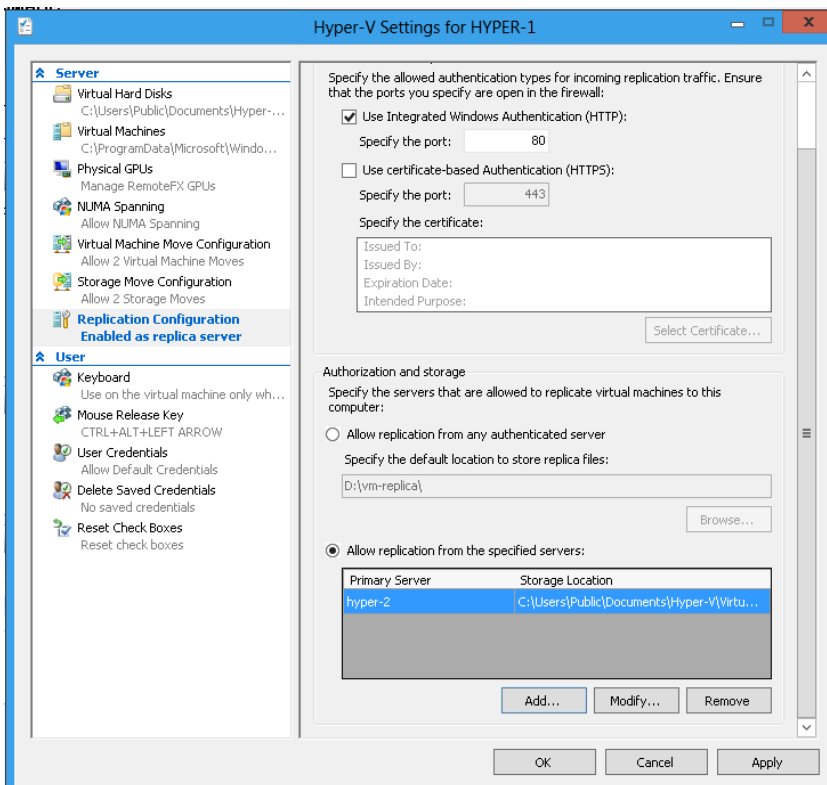 Hyper-V Settings for HYPER-1
Server
Virtual Hard Disks
C:\Users\Public\Documents\Hyper-...
Virtual Machines
C:\ProgramData\Microsoft\Windo...
Physical GPUs
Manage RemoteFX GPUs
NUMA Spanning
Allow NUMA Spanning
Virtual Machine Move Configuration
Allow 2 Virtual Machine Moves
Storage Move Configuration
Allow 2 Storage Moves
Replication Configuration
Enabled as replica server
User
Keyboard
Use on the virtual machine only wh...
Mouse Release Key
CTRL+ALT+LEFT ARROW
User Credentials
Allow Default Credentials
Delete Saved Credentials
No saved credentials
Reset Check Boxes
Reset check boxes
Specify the allowed authentication types for incoming replication traffic. Ensure
that the ports you specify are open in the firewall:
Use Integrated Windows Authentication (HTTP):
Specify the port: 80
Use certificate-based Authentication (HTTPS):
Specify the port: 443
Specify the certificate:
Issued To:
Issued By:
Expiration Date:
Intended Purpose:
Select Certificate...
Authorization and storage
Specify the servers that are allowed to replicate virtual machines to this
computer:
Allow replication from any authenticated server
Specify the default location to store replica files:
D:\vm-replica\
Browse...
Allow replication from the specified servers:
Primary Server Storage Location
hyper-2 C:\Users\Public\Documents\Hyper-V\Virtu...
Add... Modify... Remove
OK Cancel Apply